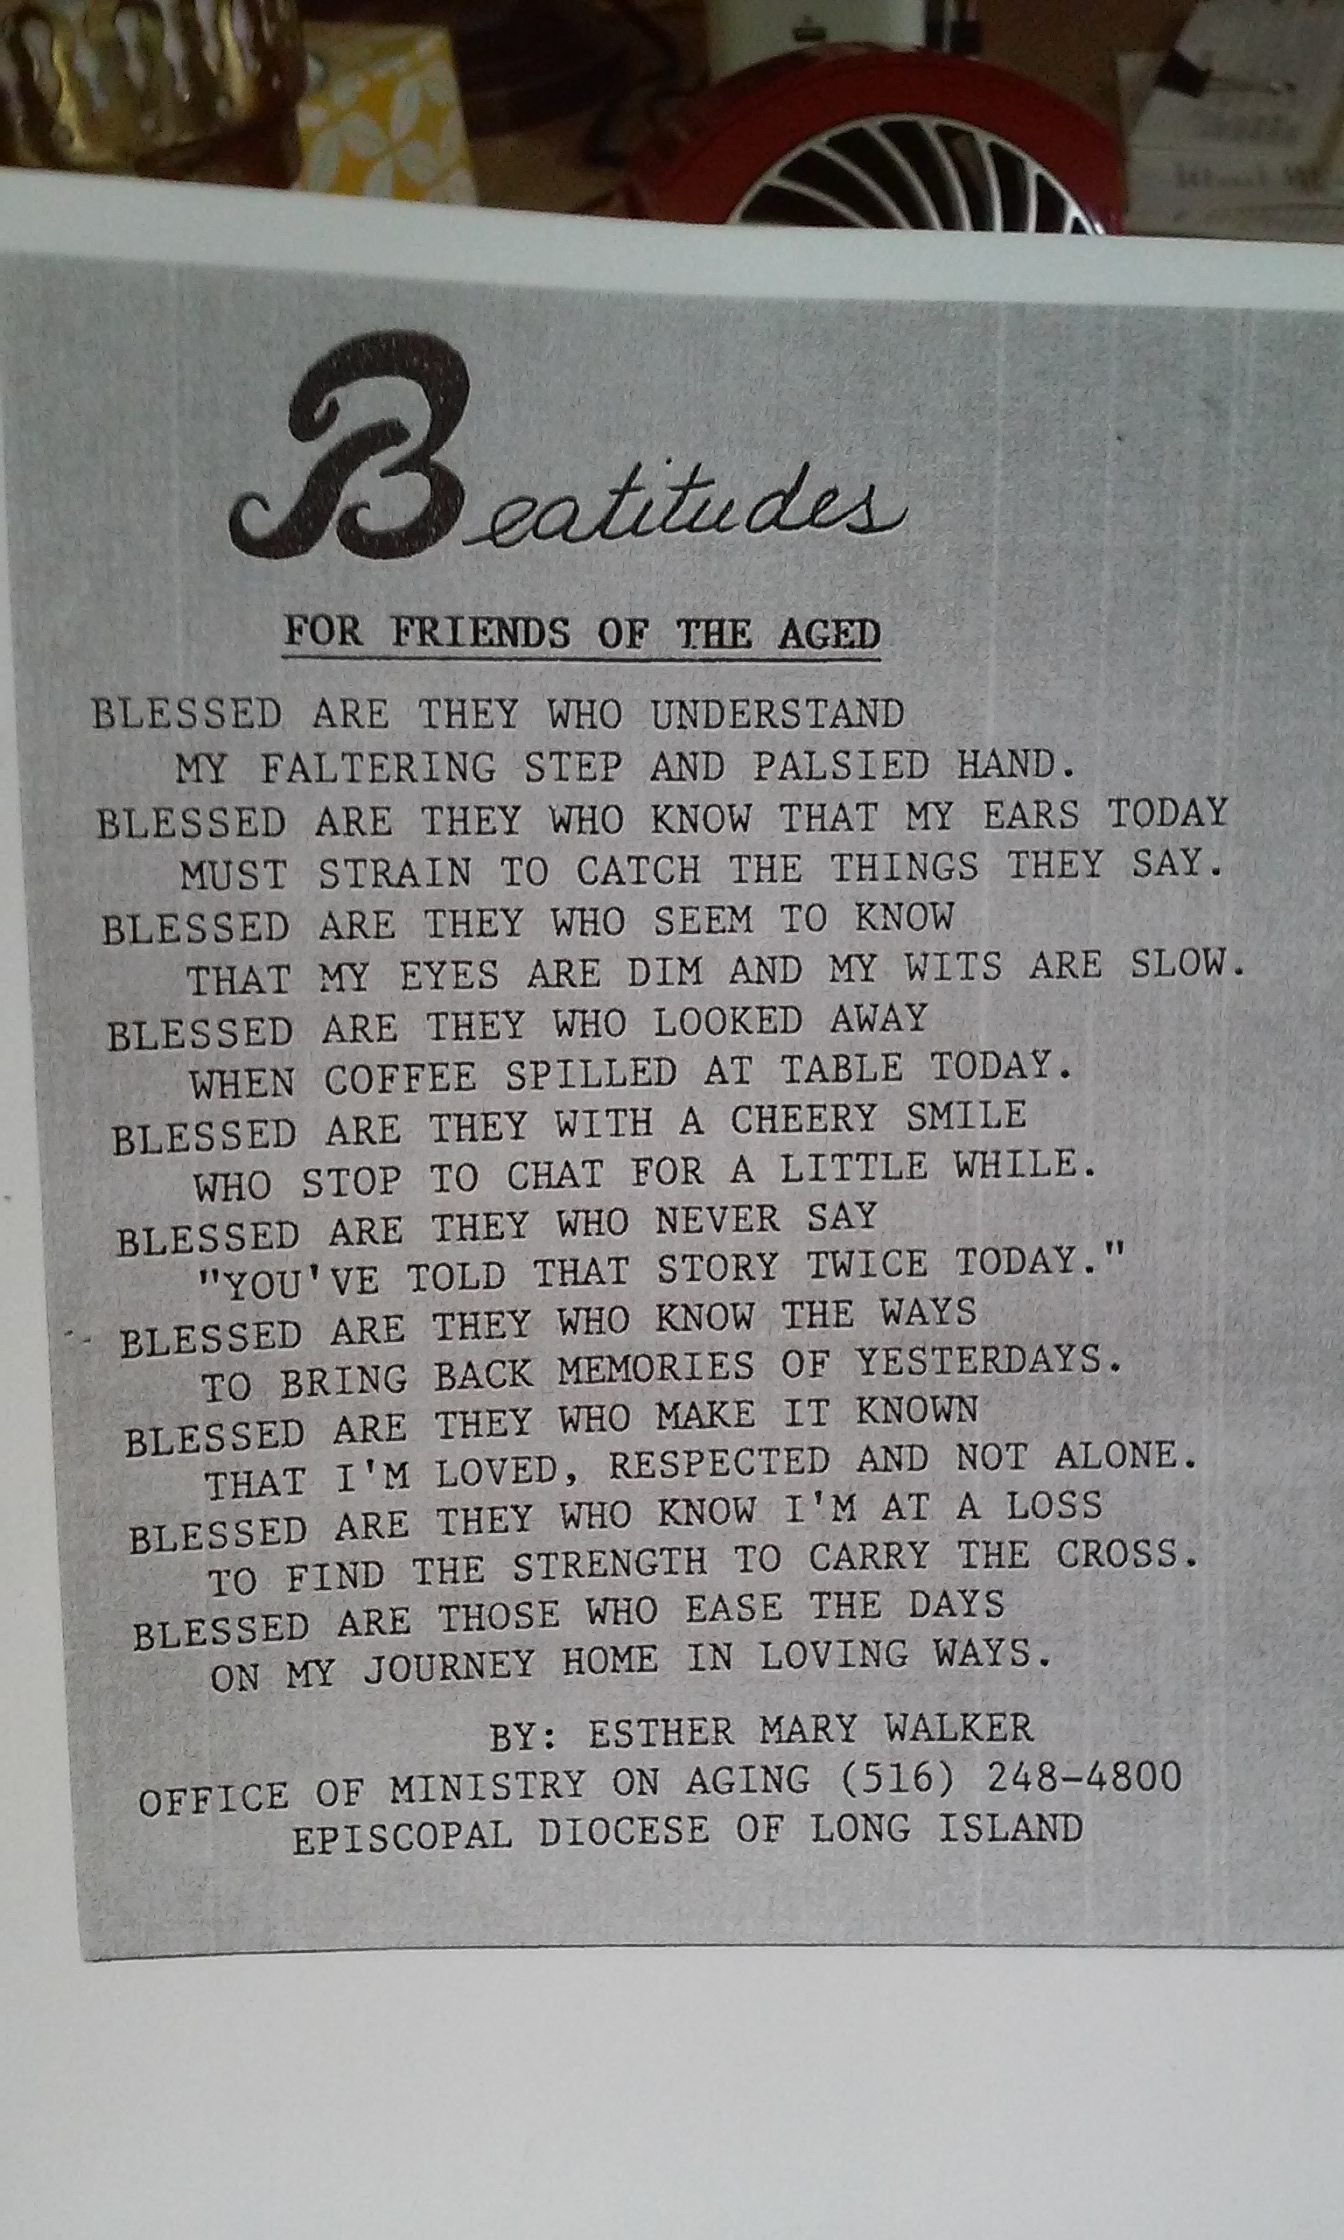 Beatitudes
FOR FRIENDS OF THE AGED
BLESSED ARE THEY WHO UNDERSTAND
MY FALTERING STEP AND PALSIED HAND.
BLESSED ARE THEY WHO KNOW THAT MY EARS TODAY
MUST STRAIN TO CATCH THE THINGS THEY SAY.
BLESSED ARE THEY WHO SEEM TO KNOW
THAT MY EYES ARE DIM AND MY WITS ARE SLOW.
BLESSED ARE THEY WHO LOOKED AWAY
WHEN COFFEE SPILLED AT TABLE TODAY.
BLESSED ARE THEY WITH A CHEERY SMILE
WHO STOP TO CHAT FOR A LITTLE WHILE.
BLESSED ARE THEY WHO NEVER SAY
"YOU'VE TOLD THAT STORY TWICE TODAY."
BLESSED ARE THEY WHO KNOW THE WAYS
TO BRING BACK MEMORIES OF YESTERDAYS.
BLESSED ARE THEY WHO MAKE IT KNOWN
THAT I'M LOVED, RESPECTED AND NOT ALONE.
BLESSED ARE THEY WHO KNOW I'M AT A LOSS
TO FIND THE STRENGTH TO CARRY THE CROSS.
BLESSED ARE THOSE WHO EASE THE DAYS
ON MY JOURNEY HOME IN LOVING WAYS.
BY: ESTHER MARY WALKER
OFFICE OF MINISTRY ON AGING (516) 248-4800
EPISCOPAL DIOCESE OF LONG ISLAND